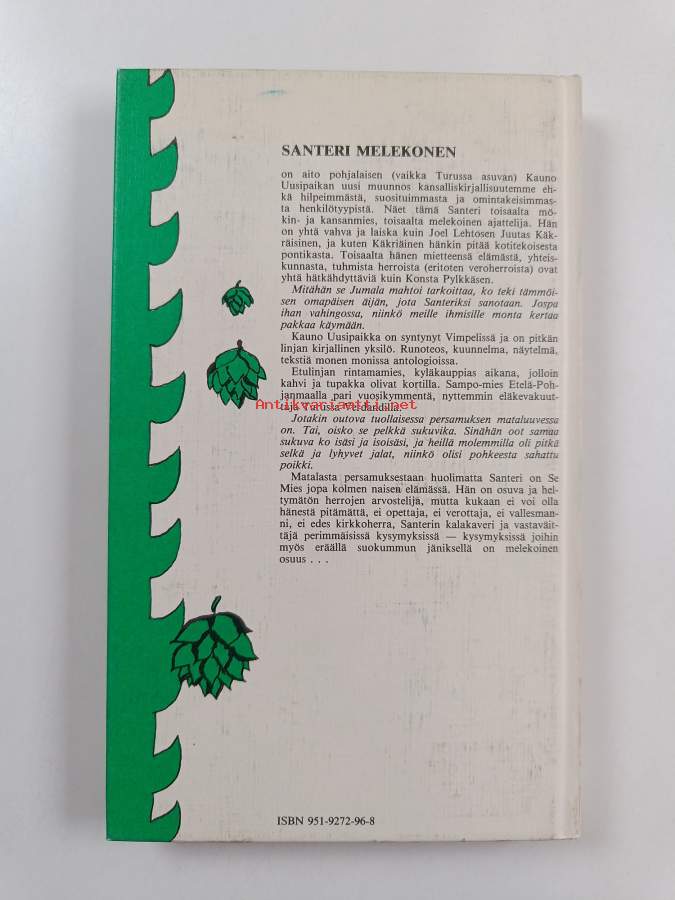 SANTERI MELEKONEN
on aito pohjalaisen (vaikka Turussa asuvan) Kauno
Uusipaikan uusi muunnos kansalliskirjallisuutemme eh-
kä hilpeimmästä, suosituimmasta ja omintakeisimmas-
ta henkilötyypistä. Näet tämä Santeri toisaalta mö-
kin- ja kansanmies, toisaalta melekoinen ajattelija. Hän
on yhtä vahva ja laiska kuin Joel Lehtosen Juutas Käk-
räisinen, ja kuten Käkriäinen hänkin pitää kotitekoisesta
pontikasta. Toisaalta hänen mietteensä elämästä, yhteis-
kunnasta, tuhmista herroista (eritoten veroherroista) ovat
yhtä hätkähdyttäviä kuin Konsta Pylkkäsen.
Mitähän se Jumala mahtoi tarkoittaa, ko teki tämmöi-
sen omapäisen äijän, jota Santeriksi sanotaan. Jospa
ihan vahingossa, niinkö meille ihmisille monta kertaa
pakkaa käymään.
Kauno Uusipaikka on syntynyt Vimpelissä ja on pitkän
linjan kirjallinen yksilö. Runoteos, kuunnelma, näytelmä,
tekstiä monen monissa antologioissa.
Etulinjan rintamamies, kyläkauppias aikana, jolloin
kahvi ja tupakka olivat kortilla. Sampo-mies Etelä-Poh-
janmaalla pari vuosikymmentä, nyttemmin eläkevakuut-
taja Turussa Verdandilla.
Antikvariaatti.net
Jotakin outova tuollaisessa persamuksen mataluuvessa
on. Tai, oisko se pelkkä sukuvika. Sinähän oot samaa
sukuva ko isäsi ja isoisäsi, ja heillä molemmilla oli pitkä
selkä ja lyhyvet jalat, niinkö olisi pohkeesta sahattu
poikki.
Matalasta persamuksestaan huolimatta Santeri on Se
Mies jopa kolmen naisen elämässä. Hän on osuva ja hel-
tymätön herrojen arvostelija, mutta kukaan ei voi olla
hänestä pitämättä, ei opettaja, ei verottaja, ei vallesman-
ni, ei edes kirkkoherra, Santerin kalakaveri ja vastaväit-
täjä perimmäisissä kysymyksissä — kysymyksissä joihin
myös eräällä suokummun jäniksellä on melekoinen
osuus . . .
ISBN 951-9272-96-8